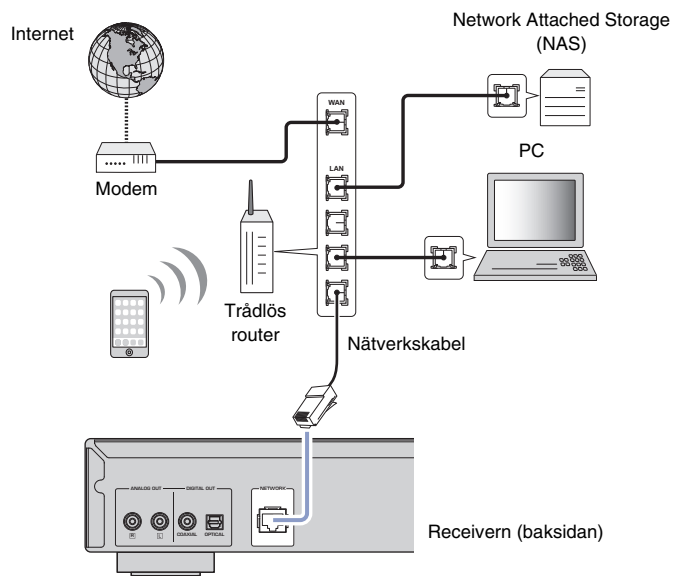 Internet
Network Attached Storage
(NAS)
WAN
LAN
PC
Modem
Trådlös
router
Nätverkskabel
ANALOG OUT
DIGITAL OUT
NETWORK
R
L
COAXIAL
OPTICAL
Receivern (baksidan)